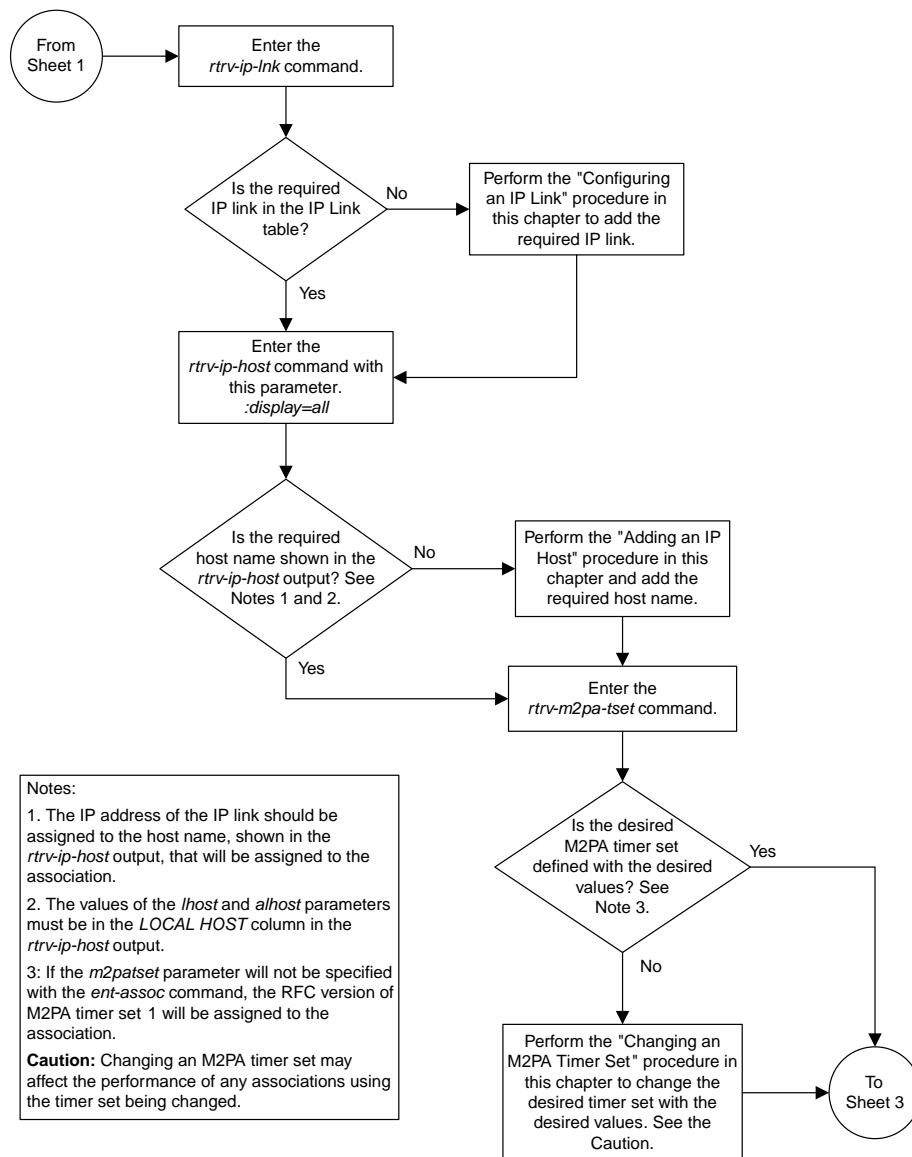 From
Sheet 1
Enter the
rtrv-ip-lnk command.
Is the required
IP link in the IP Link
table?
No
Perform the "Configuring
an IP Link" procedure in
this chapter to add the
required IP link.
Yes
Enter the
rtrv-ip-host command with
this parameter.
:display=all
Is the required
host name shown in the
rtrv-ip-host output? See
Notes 1 and 2.
No
Perform the "Adding an IP
Host" procedure in this
chapter and add the
required host name.
Yes
Enter the
rtrv-m2pa-tset command.
Is the desired
M2PA timer set
defined with the desired
values? See
Note 3.
Yes
No
Perform the "Changing an
M2PA Timer Set" procedure in
this chapter to change the
desired timer set with the
desired values. See the
Caution.
To
Sheet 3
Notes:
1. The IP address of the IP link should be
assigned to the host name, shown in the
rtrv-ip-host output, that will be assigned to the
association.
2. The values of the lhost and alhost parameters
must be in the LOCAL HOST column in the
rtrv-ip-host output.
3: If the m2patset parameter will not be specified
with the ent-assoc command, the RFC version of
M2PA timer set 1 will be assigned to the
association.
Caution: Changing an M2PA timer set may
affect the performance of any associations using
the timer set being changed.